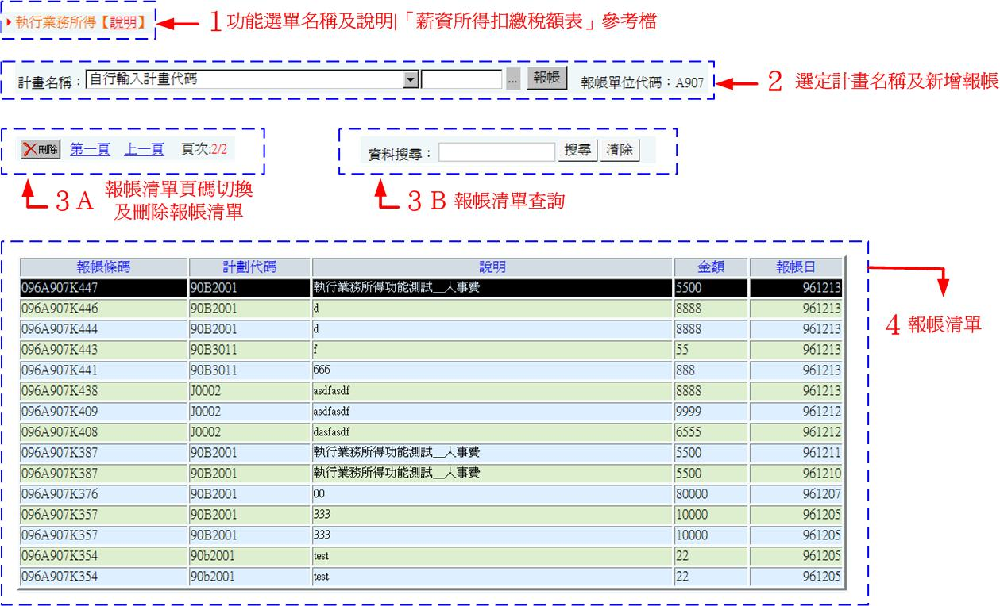 執行業務所得【說明】
1 功能選單名稱及說明|「薪資所得扣繳稅額表」參考檔
計畫名稱：自行輸入計畫代碼 ... 報帳 報帳單位代碼：A907
2 選定計畫名稱及新增報帳
刪除 第一頁 上一頁 頁次:2/2
資料搜尋： 搜尋 清除
3 A 報帳清單頁碼切換
及刪除報帳清單
3 B 報帳清單查詢
報帳條碼 計劃代碼 說明 金額 報帳日
096A907K447 90B2001 執行業務所得功能測試__人事費 5500 961213
096A907K446 90B2001 d 8888 961213
096A907K444 90B2001 d 8888 961213
096A907K443 90B3011 f 55 961213
096A907K441 90B3011 666 888 961213
096A907K438 J0002 asdfasdf 8888 961213
096A907K409 J0002 asdfasdf 9999 961212
096A907K408 J0002 dasfasdf 6555 961212
096A907K387 90B2001 執行業務所得功能測試__人事費 5500 961211
096A907K387 90B2001 執行業務所得功能測試__人事費 5500 961210
096A907K376 90B2001 00 80000 961207
096A907K357 90B2001 333 10000 961205
096A907K357 90B2001 333 10000 961205
096A907K354 90b2001 test 22 961205
096A907K354 90b2001 test 22 961205
4 報帳清單